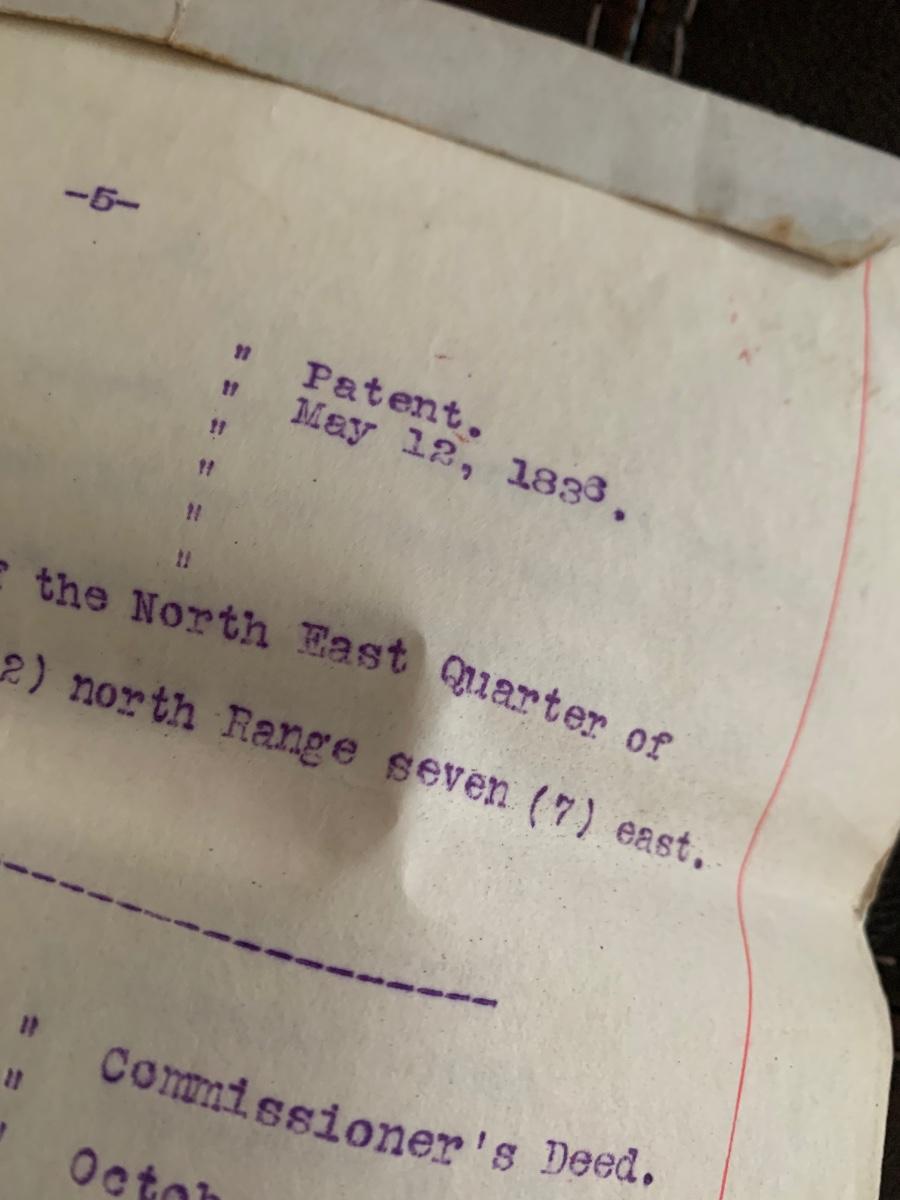 -5-
"
" Patent.
" May 12, 1836.
"
"
"
the North East Quarter of
2) north Range seven (7) east.
--------------------
"
" Commissioner's Deed.
"